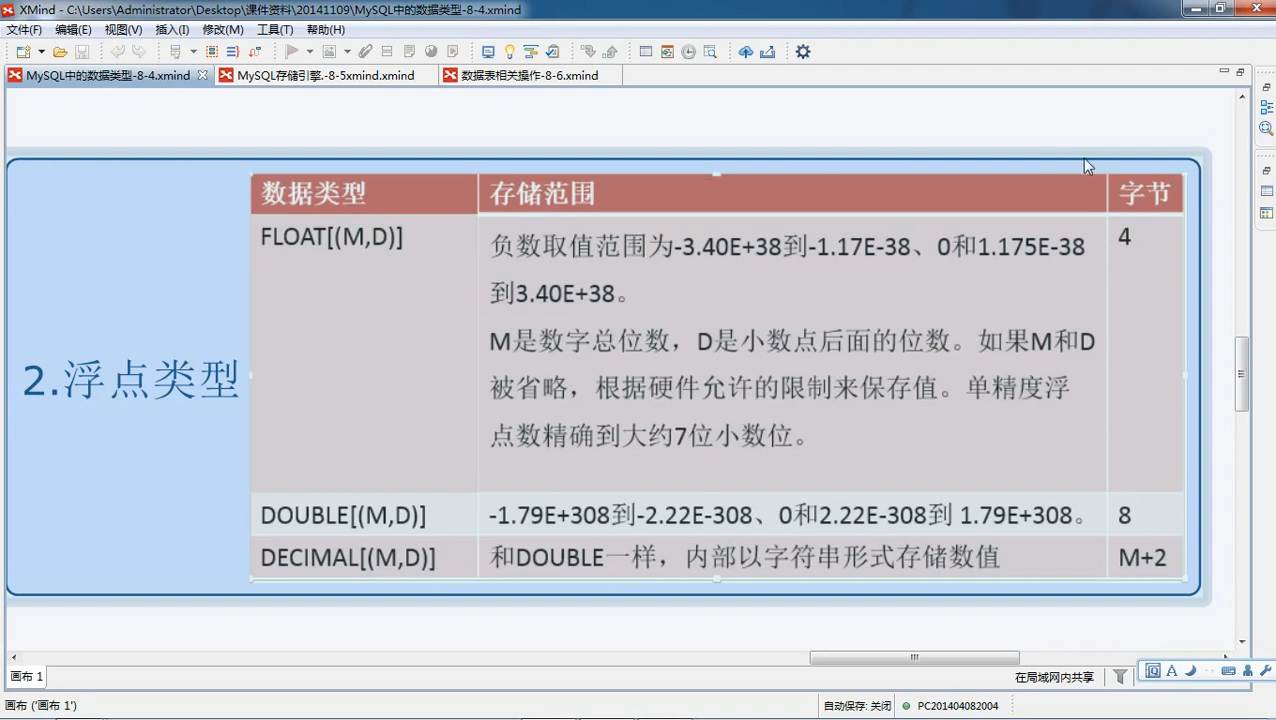 XMind - C:\Users\Administrator\Desktop\课件资料\20141109\MySQL中的数据类型-8-4.xmind
文件(F) 编辑(E) 视图(V) 插入(I) 修改(M) 工具(T) 帮助(H)
MySQL中的数据类型-8-4.xmind MySQL存储引擎.-8-5xmind.xmind 数据表相关操作-8-6.xmind
数据类型 存储范围 字节
FLOAT[(M,D)] 负数取值范围为-3.40E+38到-1.17E-38、0和1.175E-38 4
到3.40E+38。
M是数字总位数，D是小数点后面的位数。如果M和D
2.浮点类型 被省略，根据硬件允许的限制来保存值。单精度浮
点数精确到大约7位小数位。
DOUBLE[(M,D)] -1.79E+308到-2.22E-308、0和2.22E-308到 1.79E+308。 8
DECIMAL[(M,D)] 和DOUBLE一样，内部以字符串形式存储数值 M+2
画布 1 在局域网内共享
画布 ('画布 1') 自动保存: 关闭 PC201404082004